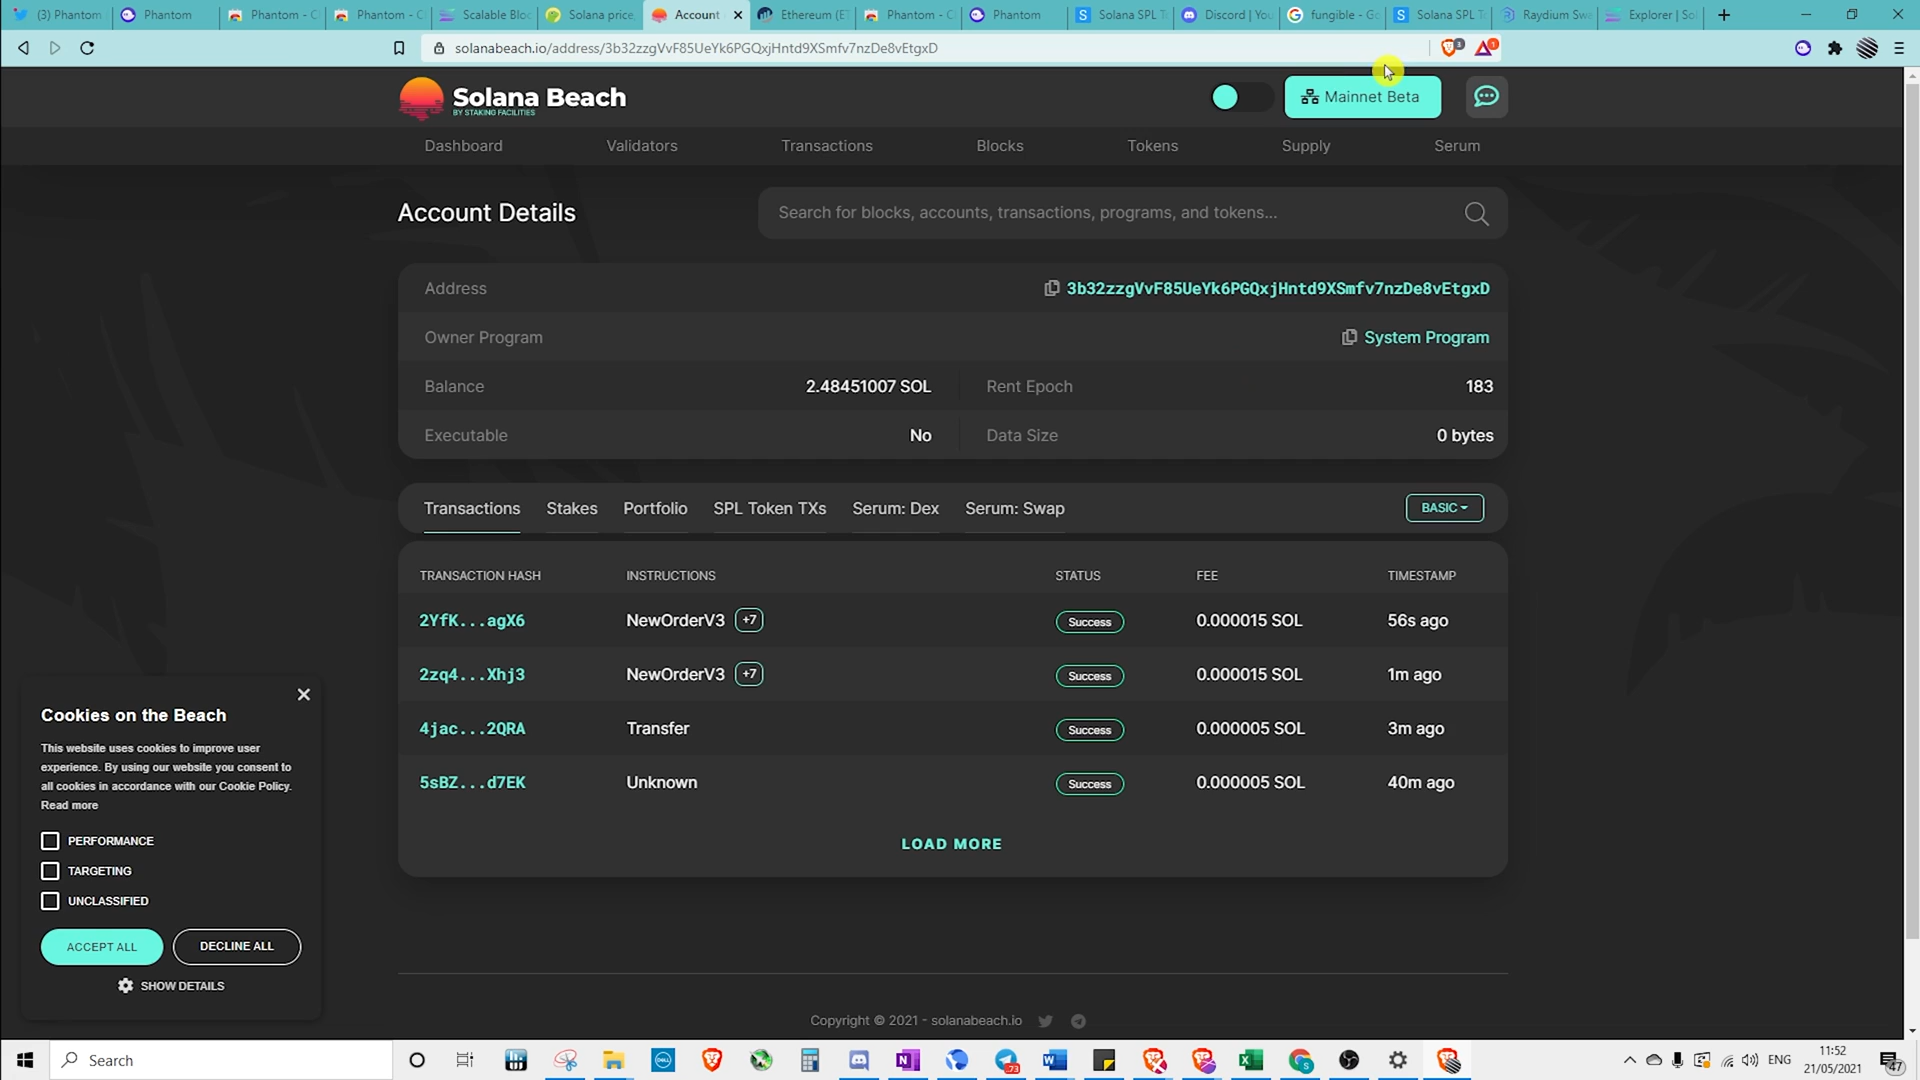 (3) Phantom
Phantom
Phantom - C
Phantom - C
Scalable Bloc
Solana price,
Account
Ethereum (ET
Phantom - C
Phantom
Solana SPL T
Discord | You
fungible - Go
Solana SPL T
Raydium Swa
Explorer | So
solanabeach.io/address/3b32zzgVvF85UeYk6PGQxjHntd9XSmfv7nzDe8vEtgxD
3
1
Solana Beach
BY STAKING FACILITIES
Mainnet Beta
Dashboard
Validators
Transactions
Blocks
Tokens
Supply
Serum
Account Details
Search for blocks, accounts, transactions, programs, and tokens...
Address
3b32zzgVvF85UeYk6PGQxjHntd9XSmfv7nzDe8vEtgxD
Owner Program
System Program
Balance
2.48451007 SOL
Rent Epoch
183
Executable
No
Data Size
0 bytes
Transactions
Stakes
Portfolio
SPL Token TXs
Serum: Dex
Serum: Swap
BASIC
TRANSACTION HASH
INSTRUCTIONS
STATUS
FEE
TIMESTAMP
2YfK...agX6
NewOrderV3
+7
Success
0.000015 SOL
56s ago
2zq4...Xhj3
NewOrderV3
+7
Success
0.000015 SOL
1m ago
4jac...2QRA
Transfer
Success
0.000005 SOL
3m ago
5sBZ...d7EK
Unknown
Success
0.000005 SOL
40m ago
LOAD MORE
Cookies on the Beach
This website uses cookies to improve user
experience. By using our website you consent to
all cookies in accordance with our Cookie Policy.
Read more
PERFORMANCE
TARGETING
UNCLASSIFIED
ACCEPT ALL
DECLINE ALL
SHOW DETAILS
Copyright © 2021 - solanabeach.io
Search
DELL
73
ENG
11:52
21/05/2021
47